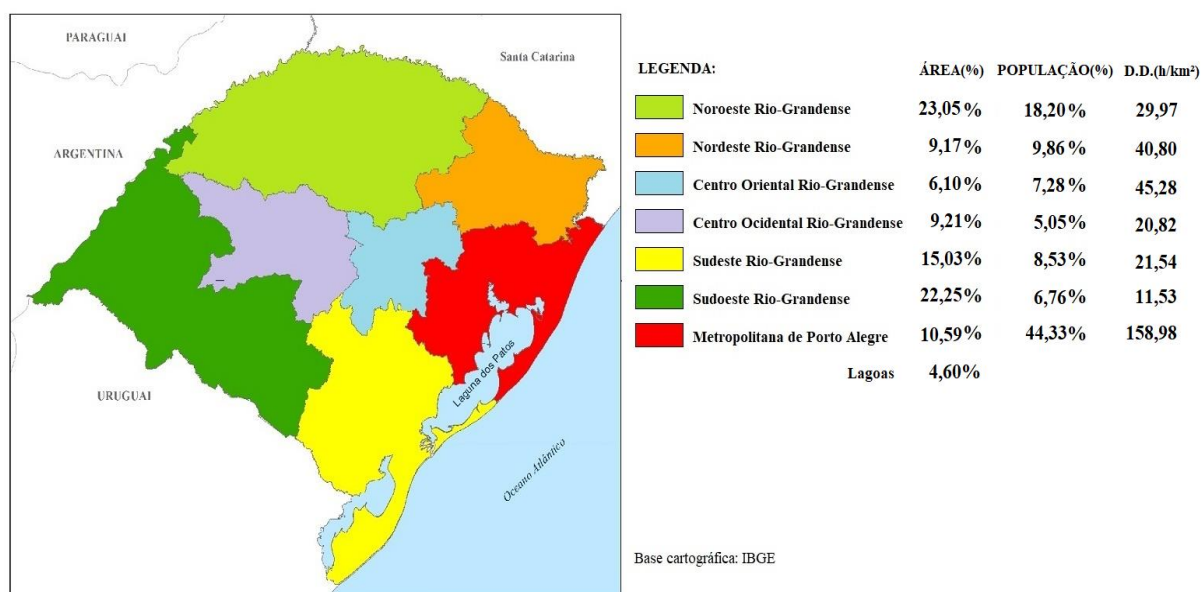 PARAGUAI
Santa Catarina
ARGENTINA
URUGUAI
Laguna dos Patos
Oceano Atlântico
LEGENDA: ÁREA(%) POPULAÇÃO(%) D.D.(h/km²)
Noroeste Rio-Grandense 23,05% 18,20% 29,97
Nordeste Rio-Grandense 9,17% 9,86% 40,80
Centro Oriental Rio-Grandense 6,10% 7,28% 45,28
Centro Ocidental Rio-Grandense 9,21% 5,05% 20,82
Sudeste Rio-Grandense 15,03% 8,53% 21,54
Sudoeste Rio-Grandense 22,25% 6,76% 11,53
Metropolitana de Porto Alegre 10,59% 44,33% 158,98
Lagoas 4,60%
Base cartográfica: IBGE